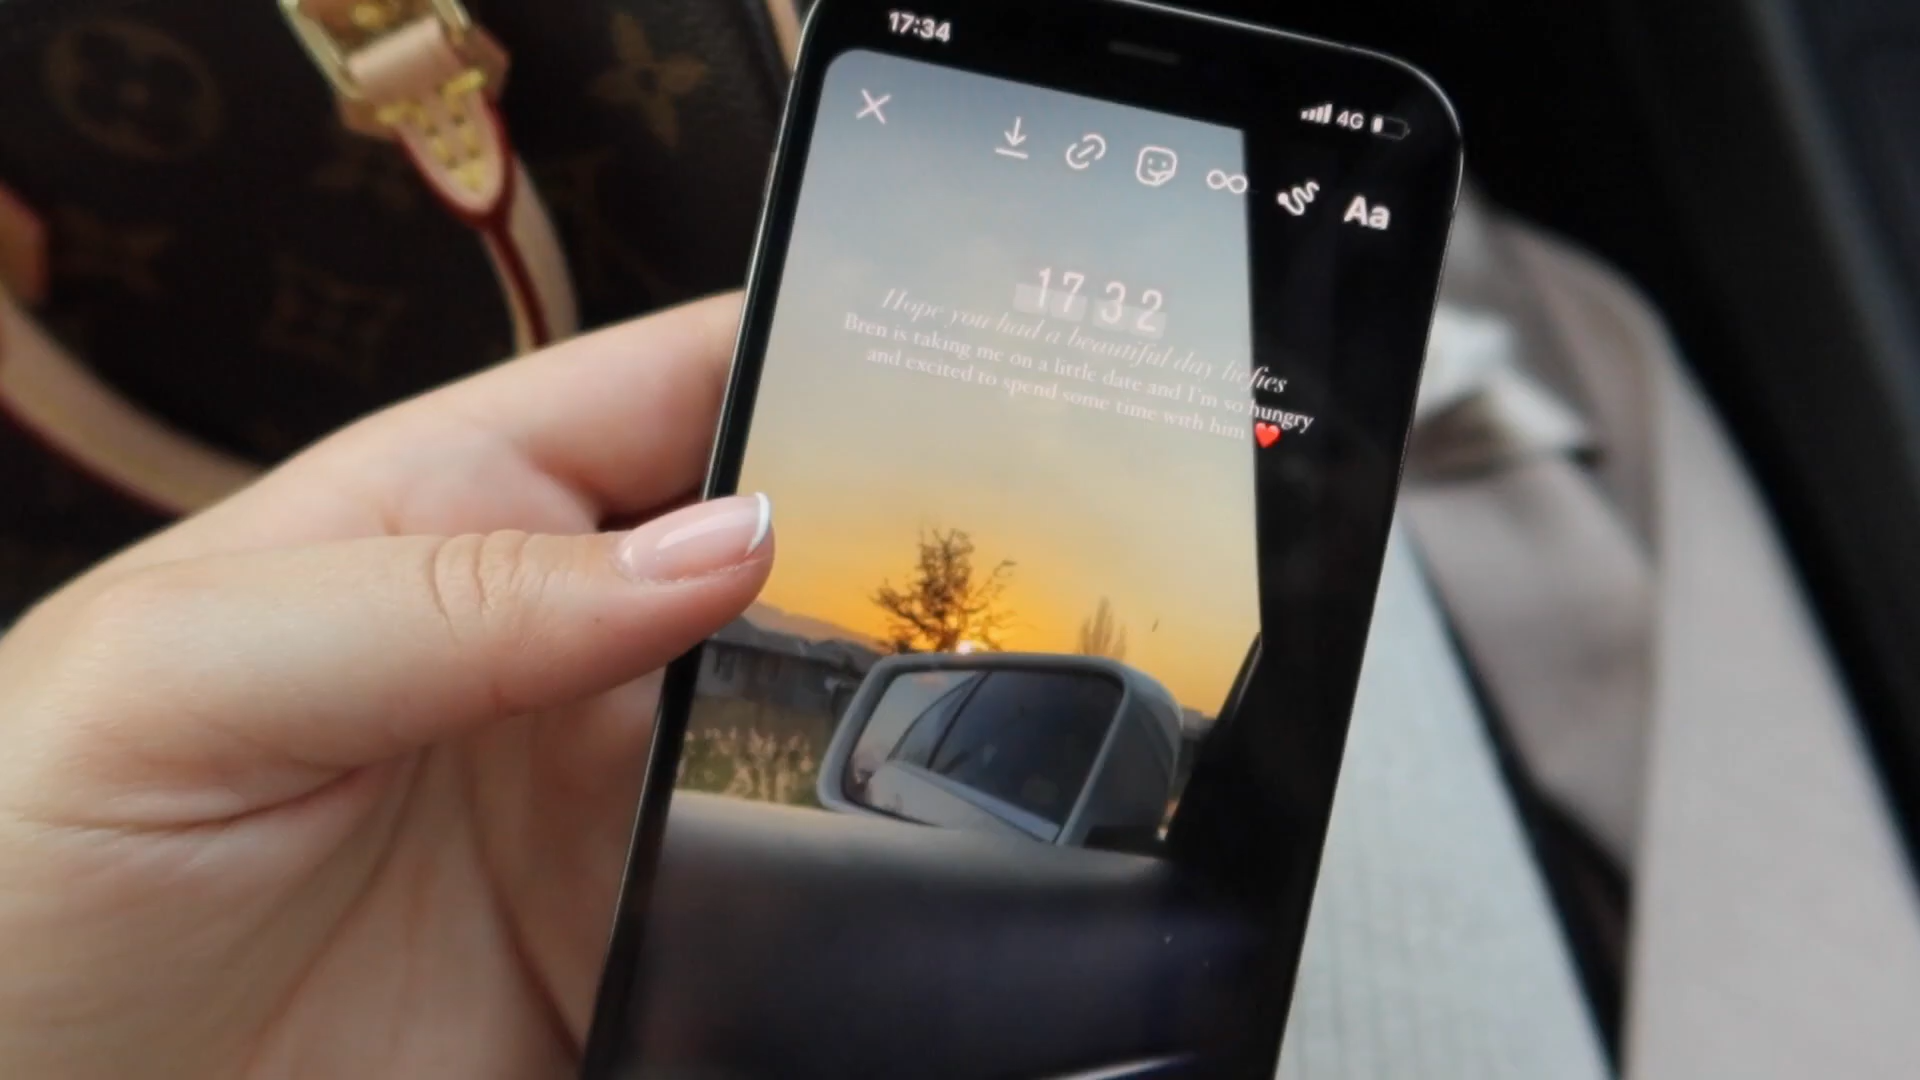 17:34
4G
Aa
17 32
Hope you had a beautiful day liefies
Bren is taking me on a little date and I'm so hungry
and excited to spend some time with him ❤️